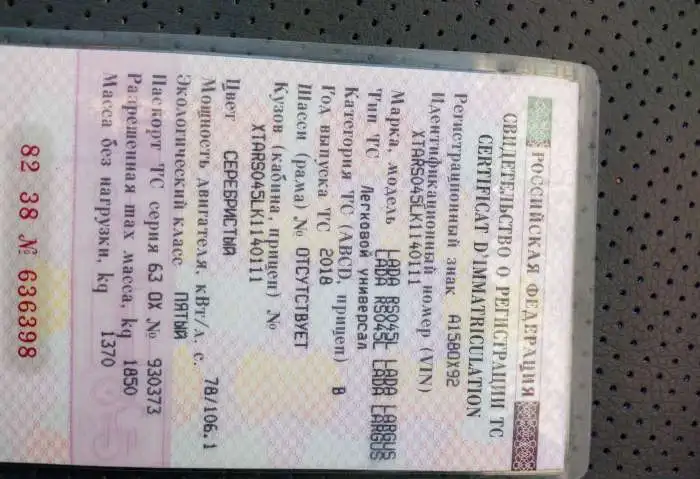 РОССИЙСКАЯ ФЕДЕРАЦИЯ
СВИДЕТЕЛЬСТВО О РЕГИСТРАЦИИ ТС
CERTIFICAT D'IMMATRICULATION
Регистрационный знак А158ОХ92
Идентификационный номер (VIN)
XTARS045LK1140111
Марка, модель LADA RS045L LADA LARGUS
LADA RS045L LADA LARGUS
Тип ТС Легковой универсал
Категория ТС (ABCD, прицеп) В
Год выпуска ТС 2018
Шасси (рама) № ОТСУТСТВУЕТ
Кузов (кабина, прицеп) №
XTARS045LK1140111
Цвет СЕРЕБРИСТЫЙ
Мощность двигателя, кВт/л. с. 78/106.1
Экологический класс ПЯТЫЙ
Паспорт ТС серия 63 ОХ № 930373
Разрешенная max масса, kg 1850
Масса без нагрузки, kg 1370
82 38 № 636398